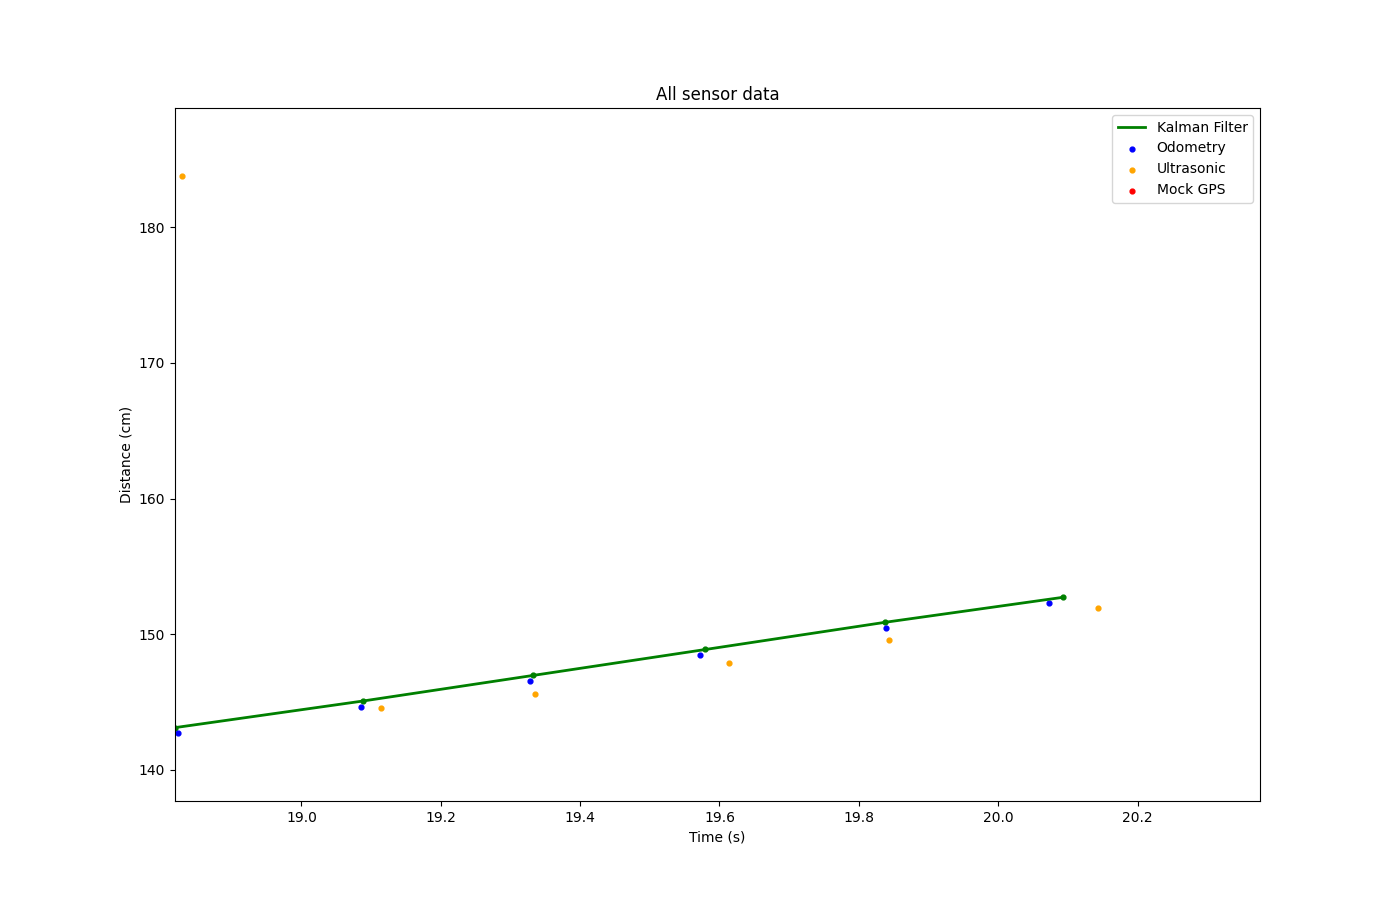 All sensor data
Kalman Filter
Odometry
Ultrasonic
Mock GPS
180
170
160
150
140
Distance (cm)
19.0 19.2 19.4 19.6 19.8 20.0 20.2
Time (s)